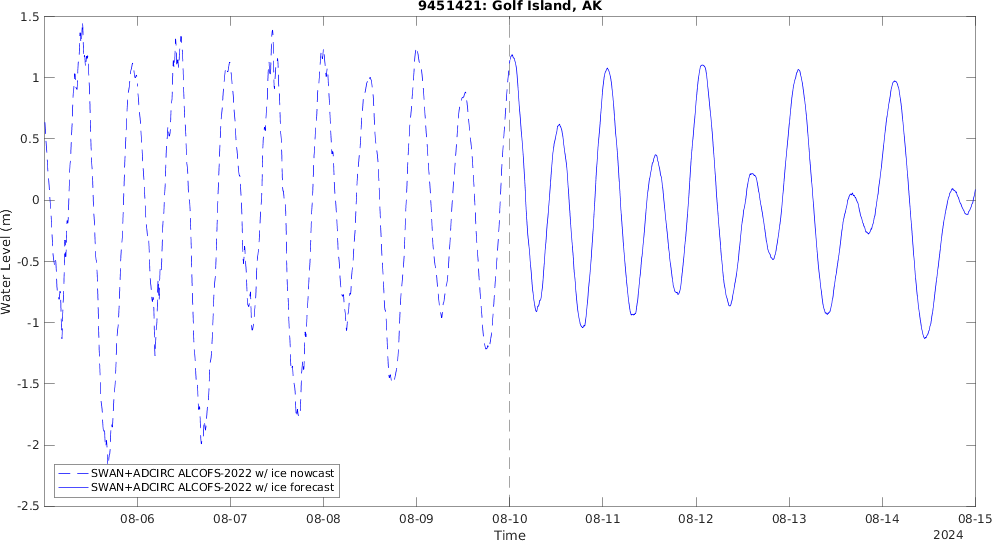 9451421: Golf Island, AK
1.5
1
0.5
0
-0.5
-1
-1.5
-2
-2.5
Water Level (m)
SWAN+ADCIRC ALCOFS-2022 w/ ice nowcast
SWAN+ADCIRC ALCOFS-2022 w/ ice forecast
08-06 08-07 08-08 08-09 08-10 08-11 08-12 08-13 08-14 08-15
Time
2024